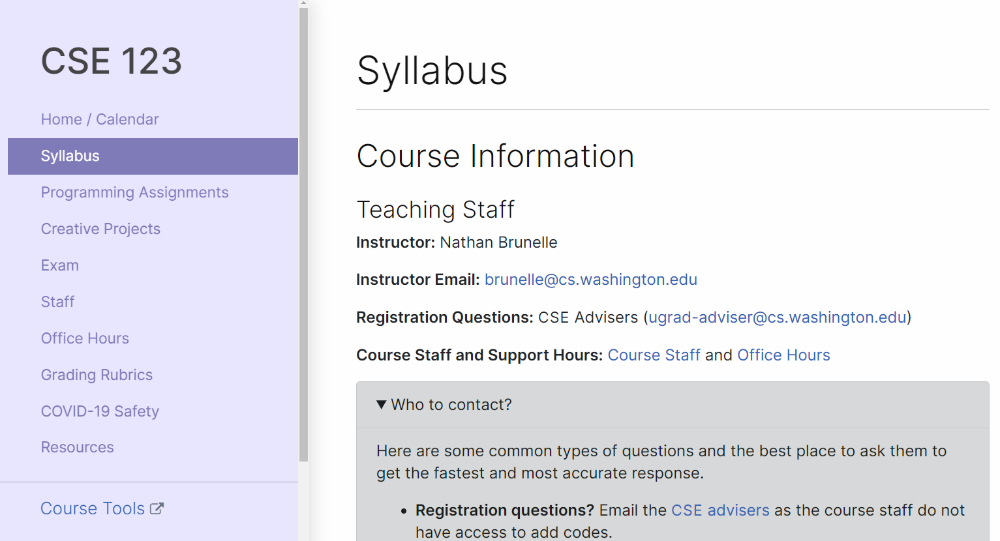 CSE 123
Home / Calendar
Syllabus
Programming Assignments
Creative Projects
Exam
Staff
Office Hours
Grading Rubrics
COVID-19 Safety
Resources
Course Tools
Syllabus
Course Information
Teaching Staff
Instructor: Nathan Brunelle
Instructor Email: brunelle@cs.washington.edu
Registration Questions: CSE Advisers (ugrad-adviser@cs.washington.edu)
Course Staff and Support Hours: Course Staff and Office Hours
Who to contact?
Here are some common types of questions and the best place to ask them to
get the fastest and most accurate response.
• Registration questions? Email the CSE advisers as the course staff do not
have access to add codes.